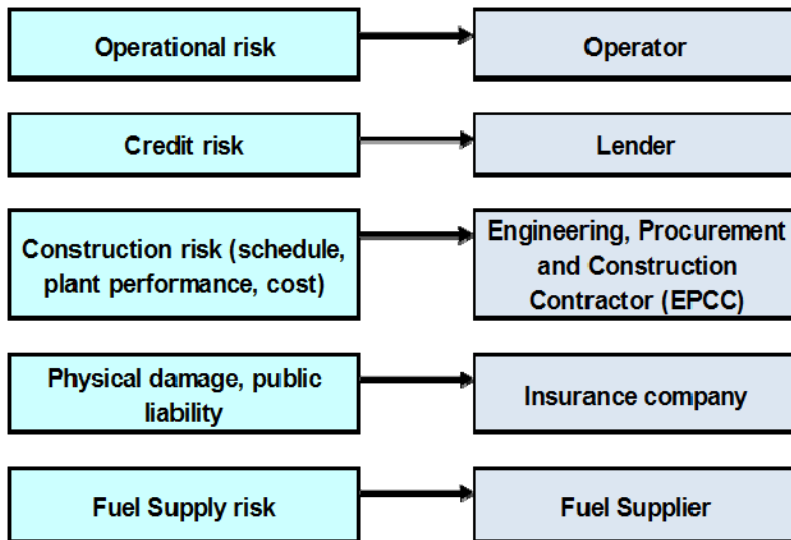 Operational risk
Operator
Credit risk
Lender
Construction risk (schedule,
plant performance, cost)
Engineering, Procurement
and Construction
Contractor (EPCC)
Physical damage, public
liability
Insurance company
Fuel Supply risk
Fuel Supplier